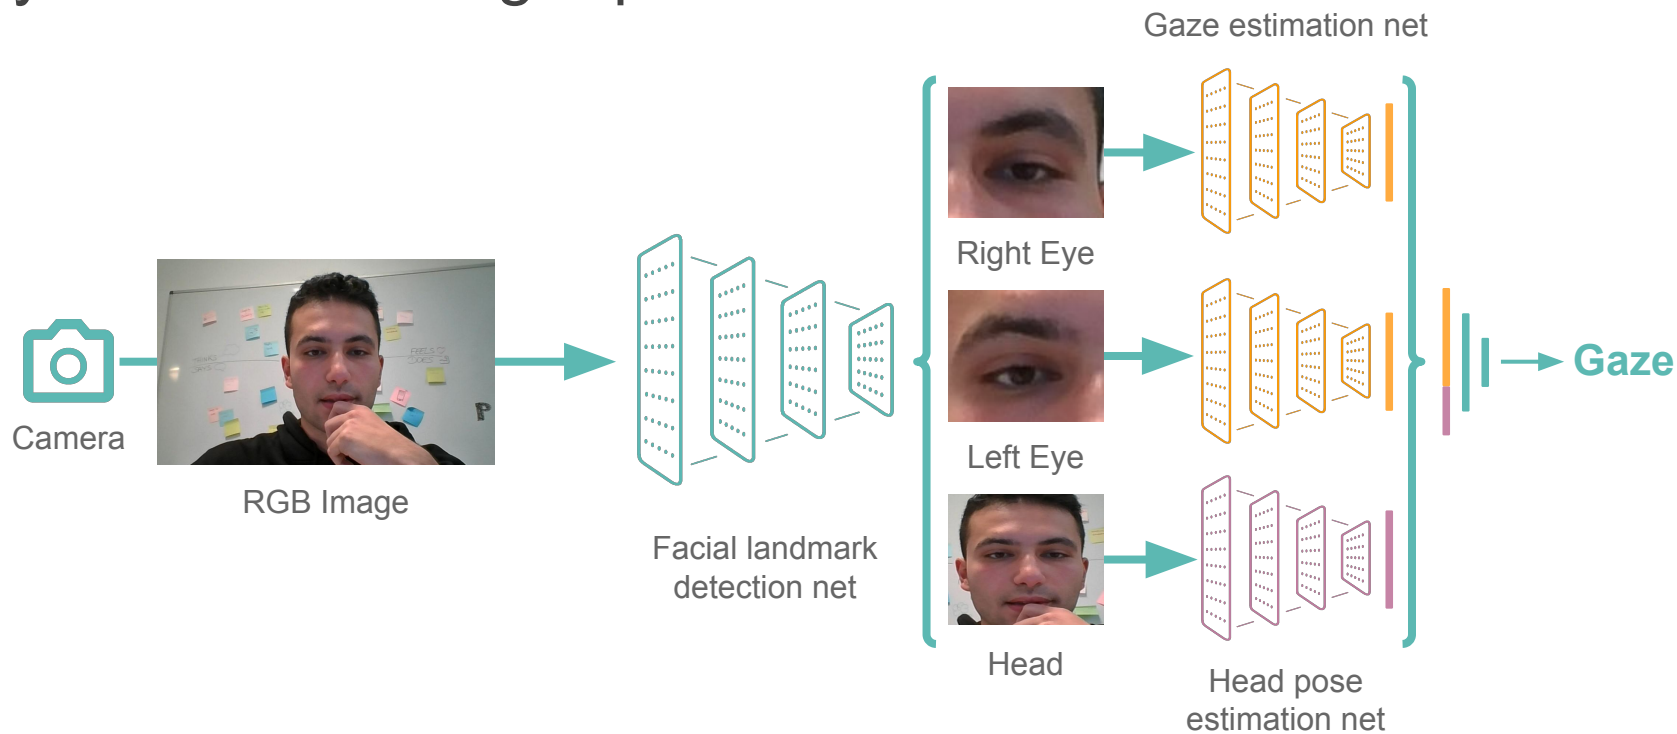 Gaze estimation net
Right Eye
Left Eye
Gaze
Camera
RGB Image
FEELS
Facial landmark
detection net
Head
Head pose
estimation net
P